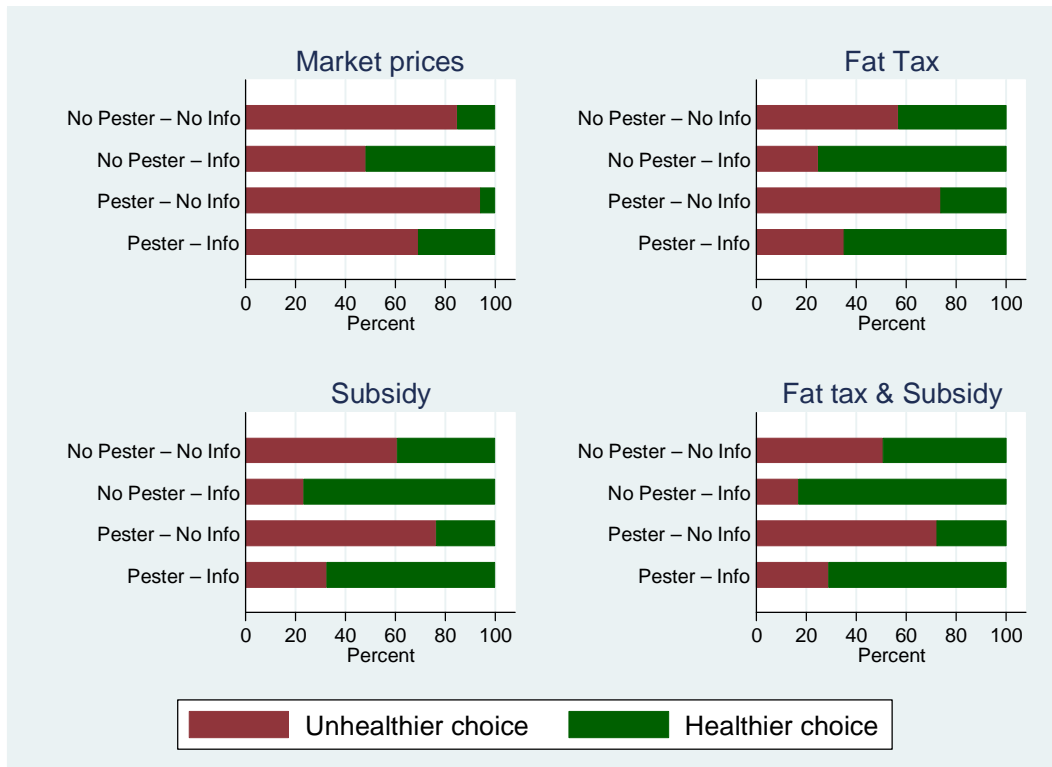 Market prices
No Pester – No Info
No Pester – Info
Pester – No Info
Pester – Info
0 20 40 60 80 100
Percent
Fat Tax
No Pester – No Info
No Pester – Info
Pester – No Info
Pester – Info
0 20 40 60 80 100
Percent
Subsidy
No Pester – No Info
No Pester – Info
Pester – No Info
Pester – Info
0 20 40 60 80 100
Percent
Fat tax & Subsidy
No Pester – No Info
No Pester – Info
Pester – No Info
Pester – Info
0 20 40 60 80 100
Percent
Unhealthier choice Healthier choice